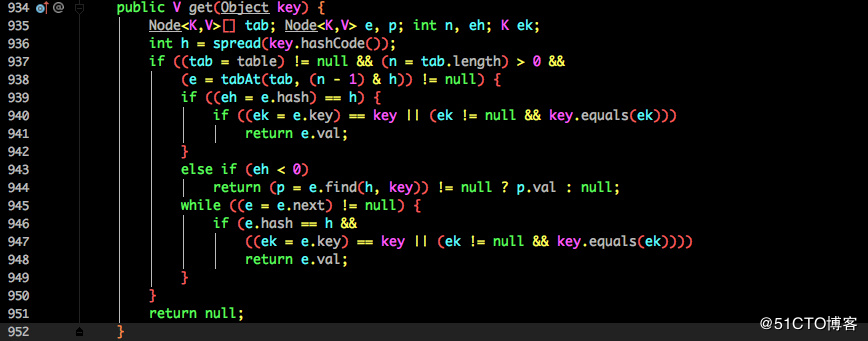 934 public V get(Object key) {
935 Node<K,V>[] tab; Node<K,V> e, p; int n, eh; K ek;
936 int h = spread(key.hashCode());
937 if ((tab = table) != null && (n = tab.length) > 0 &&
938 (e = tabAt(tab, (n - 1) & h)) != null) {
939 if ((eh = e.hash) == h) {
940 if ((ek = e.key) == key || (ek != null && key.equals(ek)))
941 return e.val;
942 }
943 else if (eh < 0)
944 return (p = e.find(h, key)) != null ? p.val : null;
945 while ((e = e.next) != null) {
946 if (e.hash == h &&
947 ((ek = e.key) == key || (ek != null && key.equals(ek))))
948 return e.val;
949 }
950 }
951 return null;
952 }
@51CTO博客